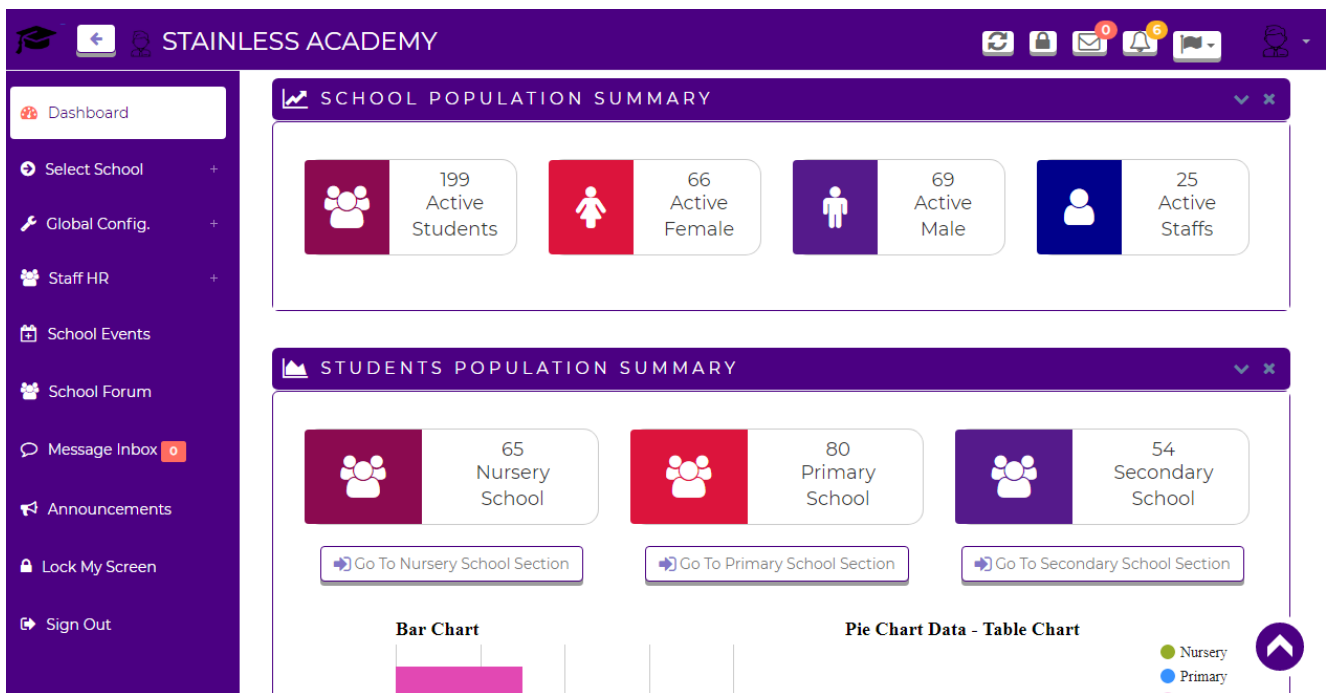 STAINLESS ACADEMY
0
6
Dashboard
Select School +
Global Config. +
Staff HR +
School Events
School Forum
Message Inbox 0
Announcements
Lock My Screen
Sign Out
SCHOOL POPULATION SUMMARY
199
Active
Students
66
Active
Female
69
Active
Male
25
Active
Staffs
STUDENTS POPULATION SUMMARY
65
Nursery
School
80
Primary
School
54
Secondary
School
Go To Nursery School Section
Go To Primary School Section
Go To Secondary School Section
Bar Chart
Pie Chart Data - Table Chart
Nursery
Primary